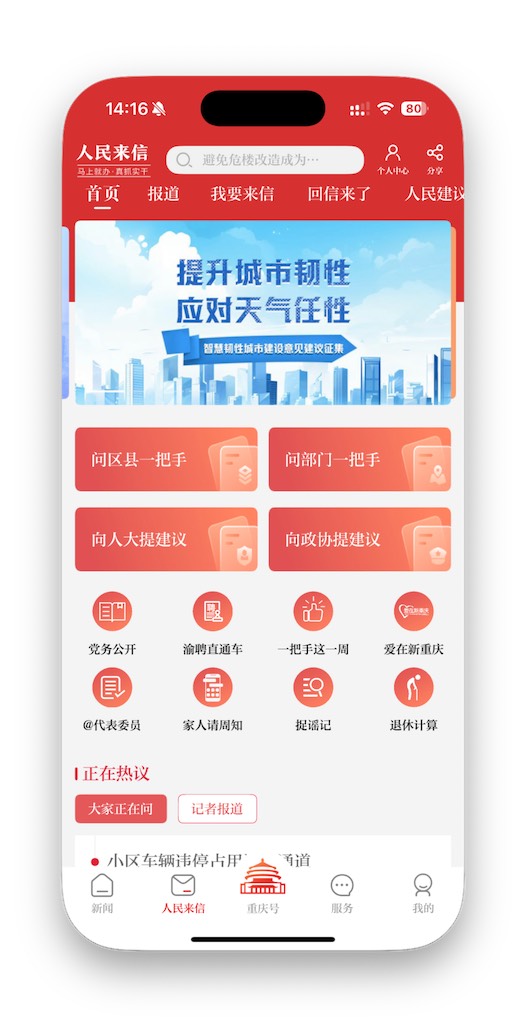 14:16
80
人民来信
马上就办·真抓实干
避免危楼改造成为…
个人中心
分享
首页
报道
我要来信
回信来了
人民建议
提升城市韧性
应对天气任性
智慧韧性城市建设意见建议征集
问区县一把手
问部门一把手
向人大提建议
向政协提建议
爱在新重庆
党务公开
渝聘直通车
一把手这一周
爱在新重庆
@代表委员
家人请周知
捉谣记
退休计算
正在热议
大家正在问
记者报道
小区车辆违停占用
通道
新闻
人民来信
重庆号
服务
我的